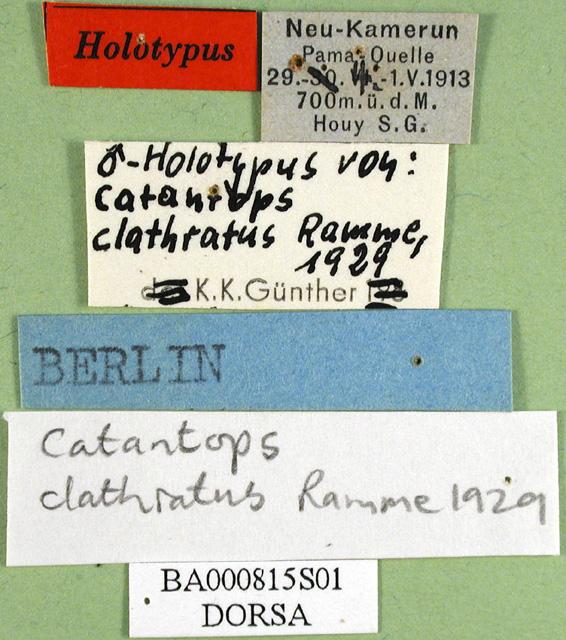 Holotypus
Neu-Kamerun
Pama-Quelle
29.-30. -1.V.1913
700m.ü.d.M.
Houy S.G.
♂-Holotypus von:
Catantops
clathratus Ramme,
1929
K.K.Günther
BERLIN
Catantops
clathratus Ramme 1929
BA000815S01
DORSA